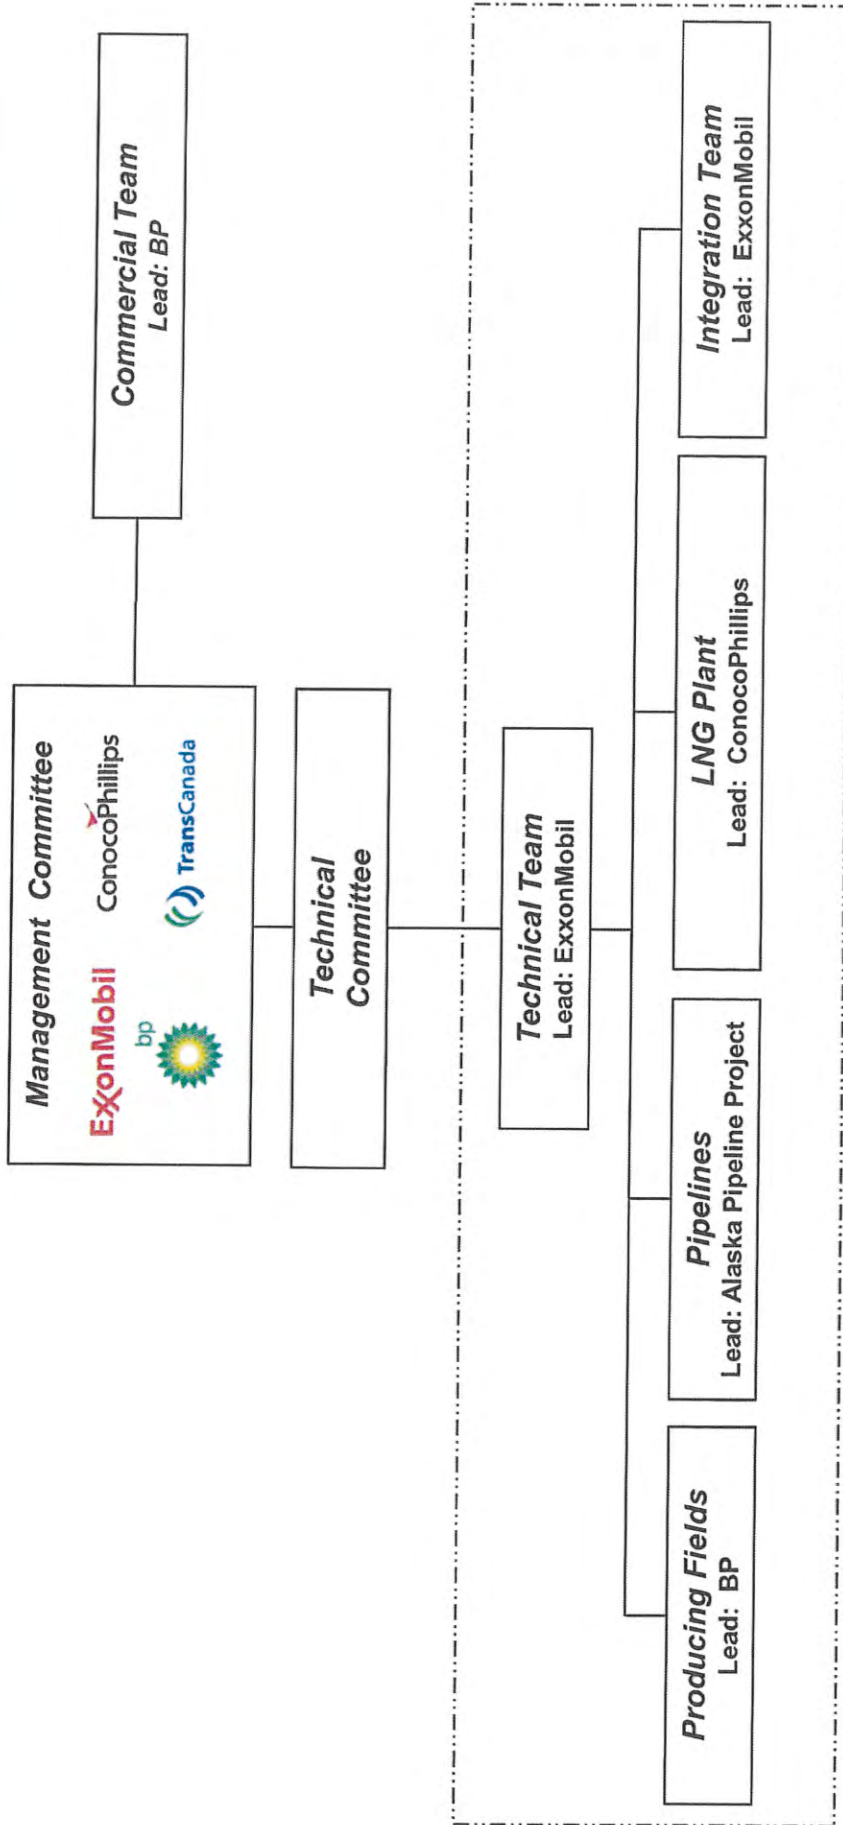 Management Committee
ExxonMobil
ConocoPhillips
bp
TransCanada
Commercial Team
Lead: BP
Technical
Committee
Technical Team
Lead: ExxonMobil
Producing Fields
Lead: BP
Pipelines
Lead: Alaska Pipeline Project
LNG Plant
Lead: ConocoPhillips
Integration Team
Lead: ExxonMobil